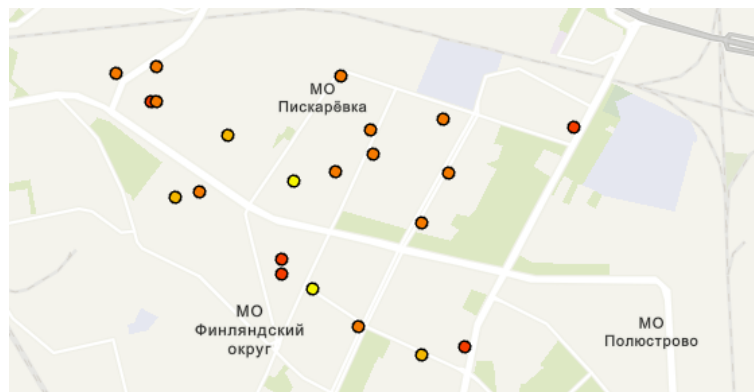 МО
Пискарёвка
МО
Финляндский
округ
МО
Полюстрово